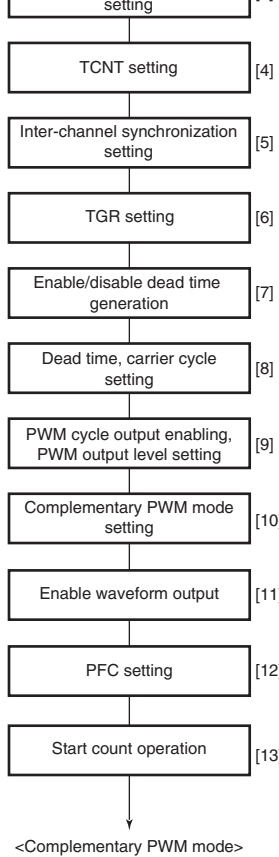 setting
TCNT setting
[4]
Inter-channel synchronization
setting
[5]
TGR setting
[6]
Enable/disable dead time
generation
[7]
Dead time, carrier cycle
setting
[8]
PWM cycle output enabling,
PWM output level setting
[9]
Complementary PWM mode
setting
[10]
Enable waveform output
[11]
PFC setting
[12]
Start count operation
[13]
<Complementary PWM mode>